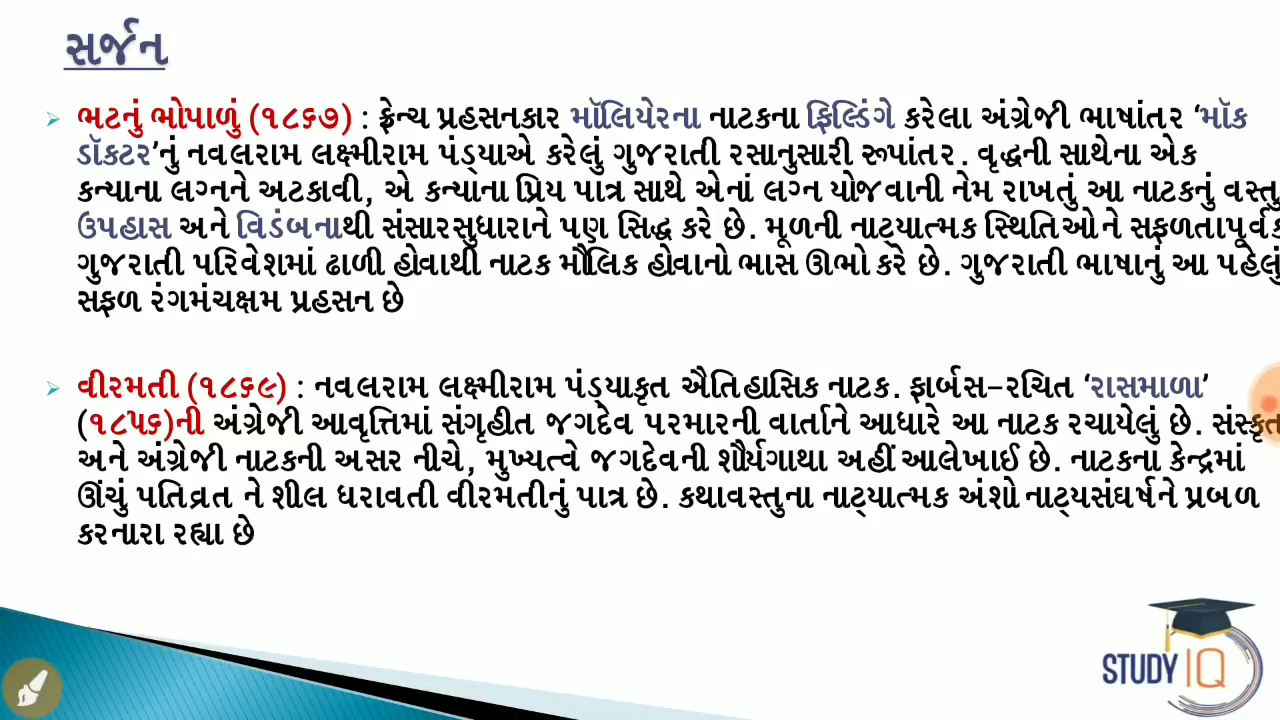 સર્જન
ભટનું ભોપાળું (૧૮૬૭) : ફ્રેન્ચ પ્રહસનકાર મૉલિયેરના નાટકના ફિલ્ડિંગે કરેલા અંગ્રેજી ભાષાંતર ‘મૉક
ડૉકટર’નું નવલરામ લક્ષ્મીરામ પંડ્યાએ કરેલું ગુજરાતી રસાનુસારી રૂપાંતર. વૃદ્ધની સાથેના એક
કન્યાના લગ્નને અટકાવી, એ કન્યાના પ્રિય પાત્ર સાથે એનાં લગ્ન યોજવાની નેમ રાખતું આ નાટકનું વસ્તુ
ઉપહાસ અને વિડંબનાથી સંસારસુધારાને પણ સિદ્ધ કરે છે. મૂળની નાટ્યાત્મક સ્થિતિઓને સફળતાપૂર્વક
ગુજરાતી પરિવેશમાં ઢાળી હોવાથી નાટક મૌલિક હોવાનો ભાસ ઊભો કરે છે. ગુજરાતી ભાષાનું આ પહેલું
સફળ રંગમંચક્ષમ પ્રહસન છે
વીરમતી (૧૮૬૯) : નવલરામ લક્ષ્મીરામ પંડ્યાકૃત ઐતિહાસિક નાટક. ફાર્બસ-રચિત ‘રાસમાળા’
(૧૮૫૬)ની અંગ્રેજી આવૃત્તિમાં સંગૃહીત જગદેવ પરમારની વાર્તાને આધારે આ નાટક રચાયેલું છે. સંસ્કૃત
અને અંગ્રેજી નાટકની અસર નીચે, મુખ્યત્વે જગદેવની શૌર્યગાથા અહીં આલેખાઈ છે. નાટકના કેન્દ્રમાં
ઊંચું પતિવ્રત ને શીલ ધરાવતી વીરમતીનું પાત્ર છે. કથાવસ્તુના નાટ્યાત્મક અંશો નાટ્યસંઘર્ષને પ્રબળ
કરનારા રહ્યા છે
STUDY IQ